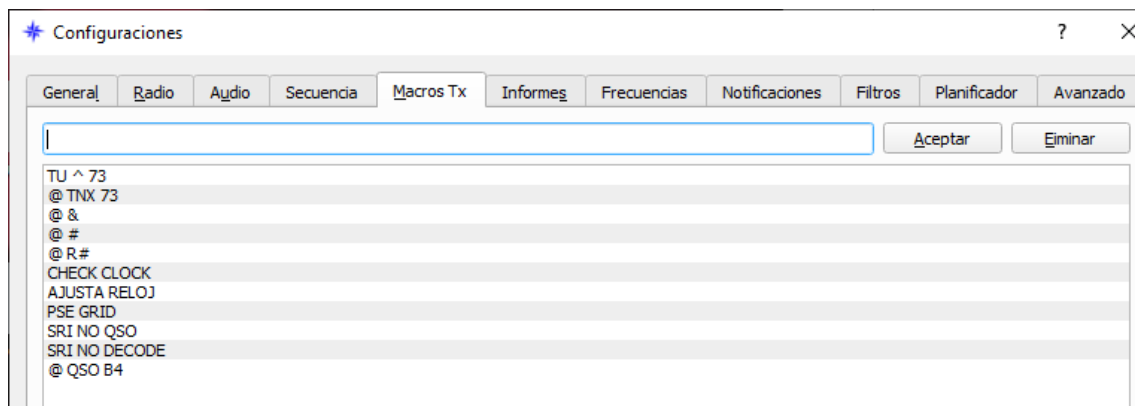 Configuraciones ?
General Radio Audio Secuencia Macros Tx Informes Frecuencias Notificaciones Filtros Planificador Avanzado
Aceptar Eiminar
TU ^ 73
@ TNX 73
@ &
@ #
@ R#
CHECK CLOCK
AJUSTA RELOJ
PSE GRID
SRI NO QSO
SRI NO DECODE
@ QSO B4